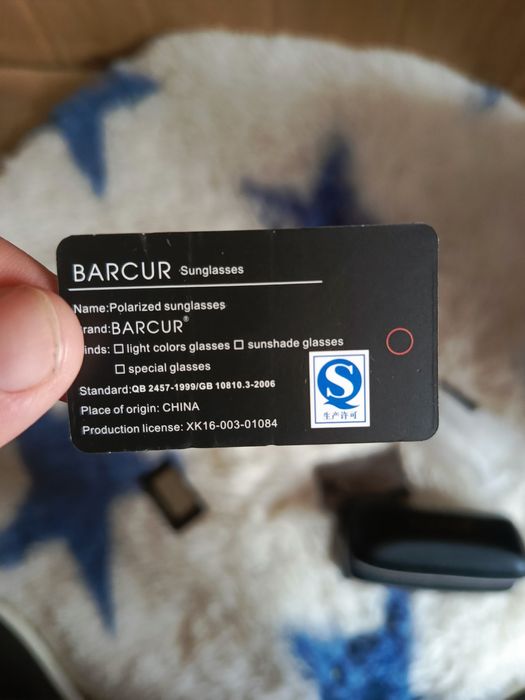 BARCUR Sunglasses
Name:Polarized sunglasses
rand:BARCUR®
inds: □ light colors glasses □ sunshade glasses
□ special glasses
Standard:QB 2457-1999/GB 10810.3-2006
Place of origin: CHINA
Production license: XK16-003-01084
生产许可